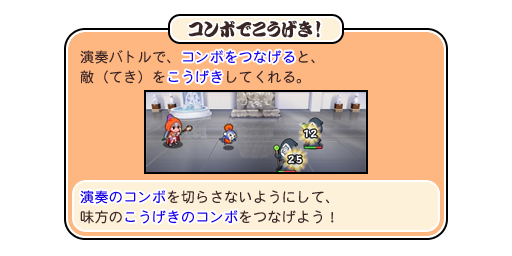 コンボでこうげき！
演奏バトルで、コンボをつなげると、
敵（てき）をこうげきしてくれる。
12
25
演奏のコンボを切らさないようにして、
味方のこうげきのコンボをつなげよう！